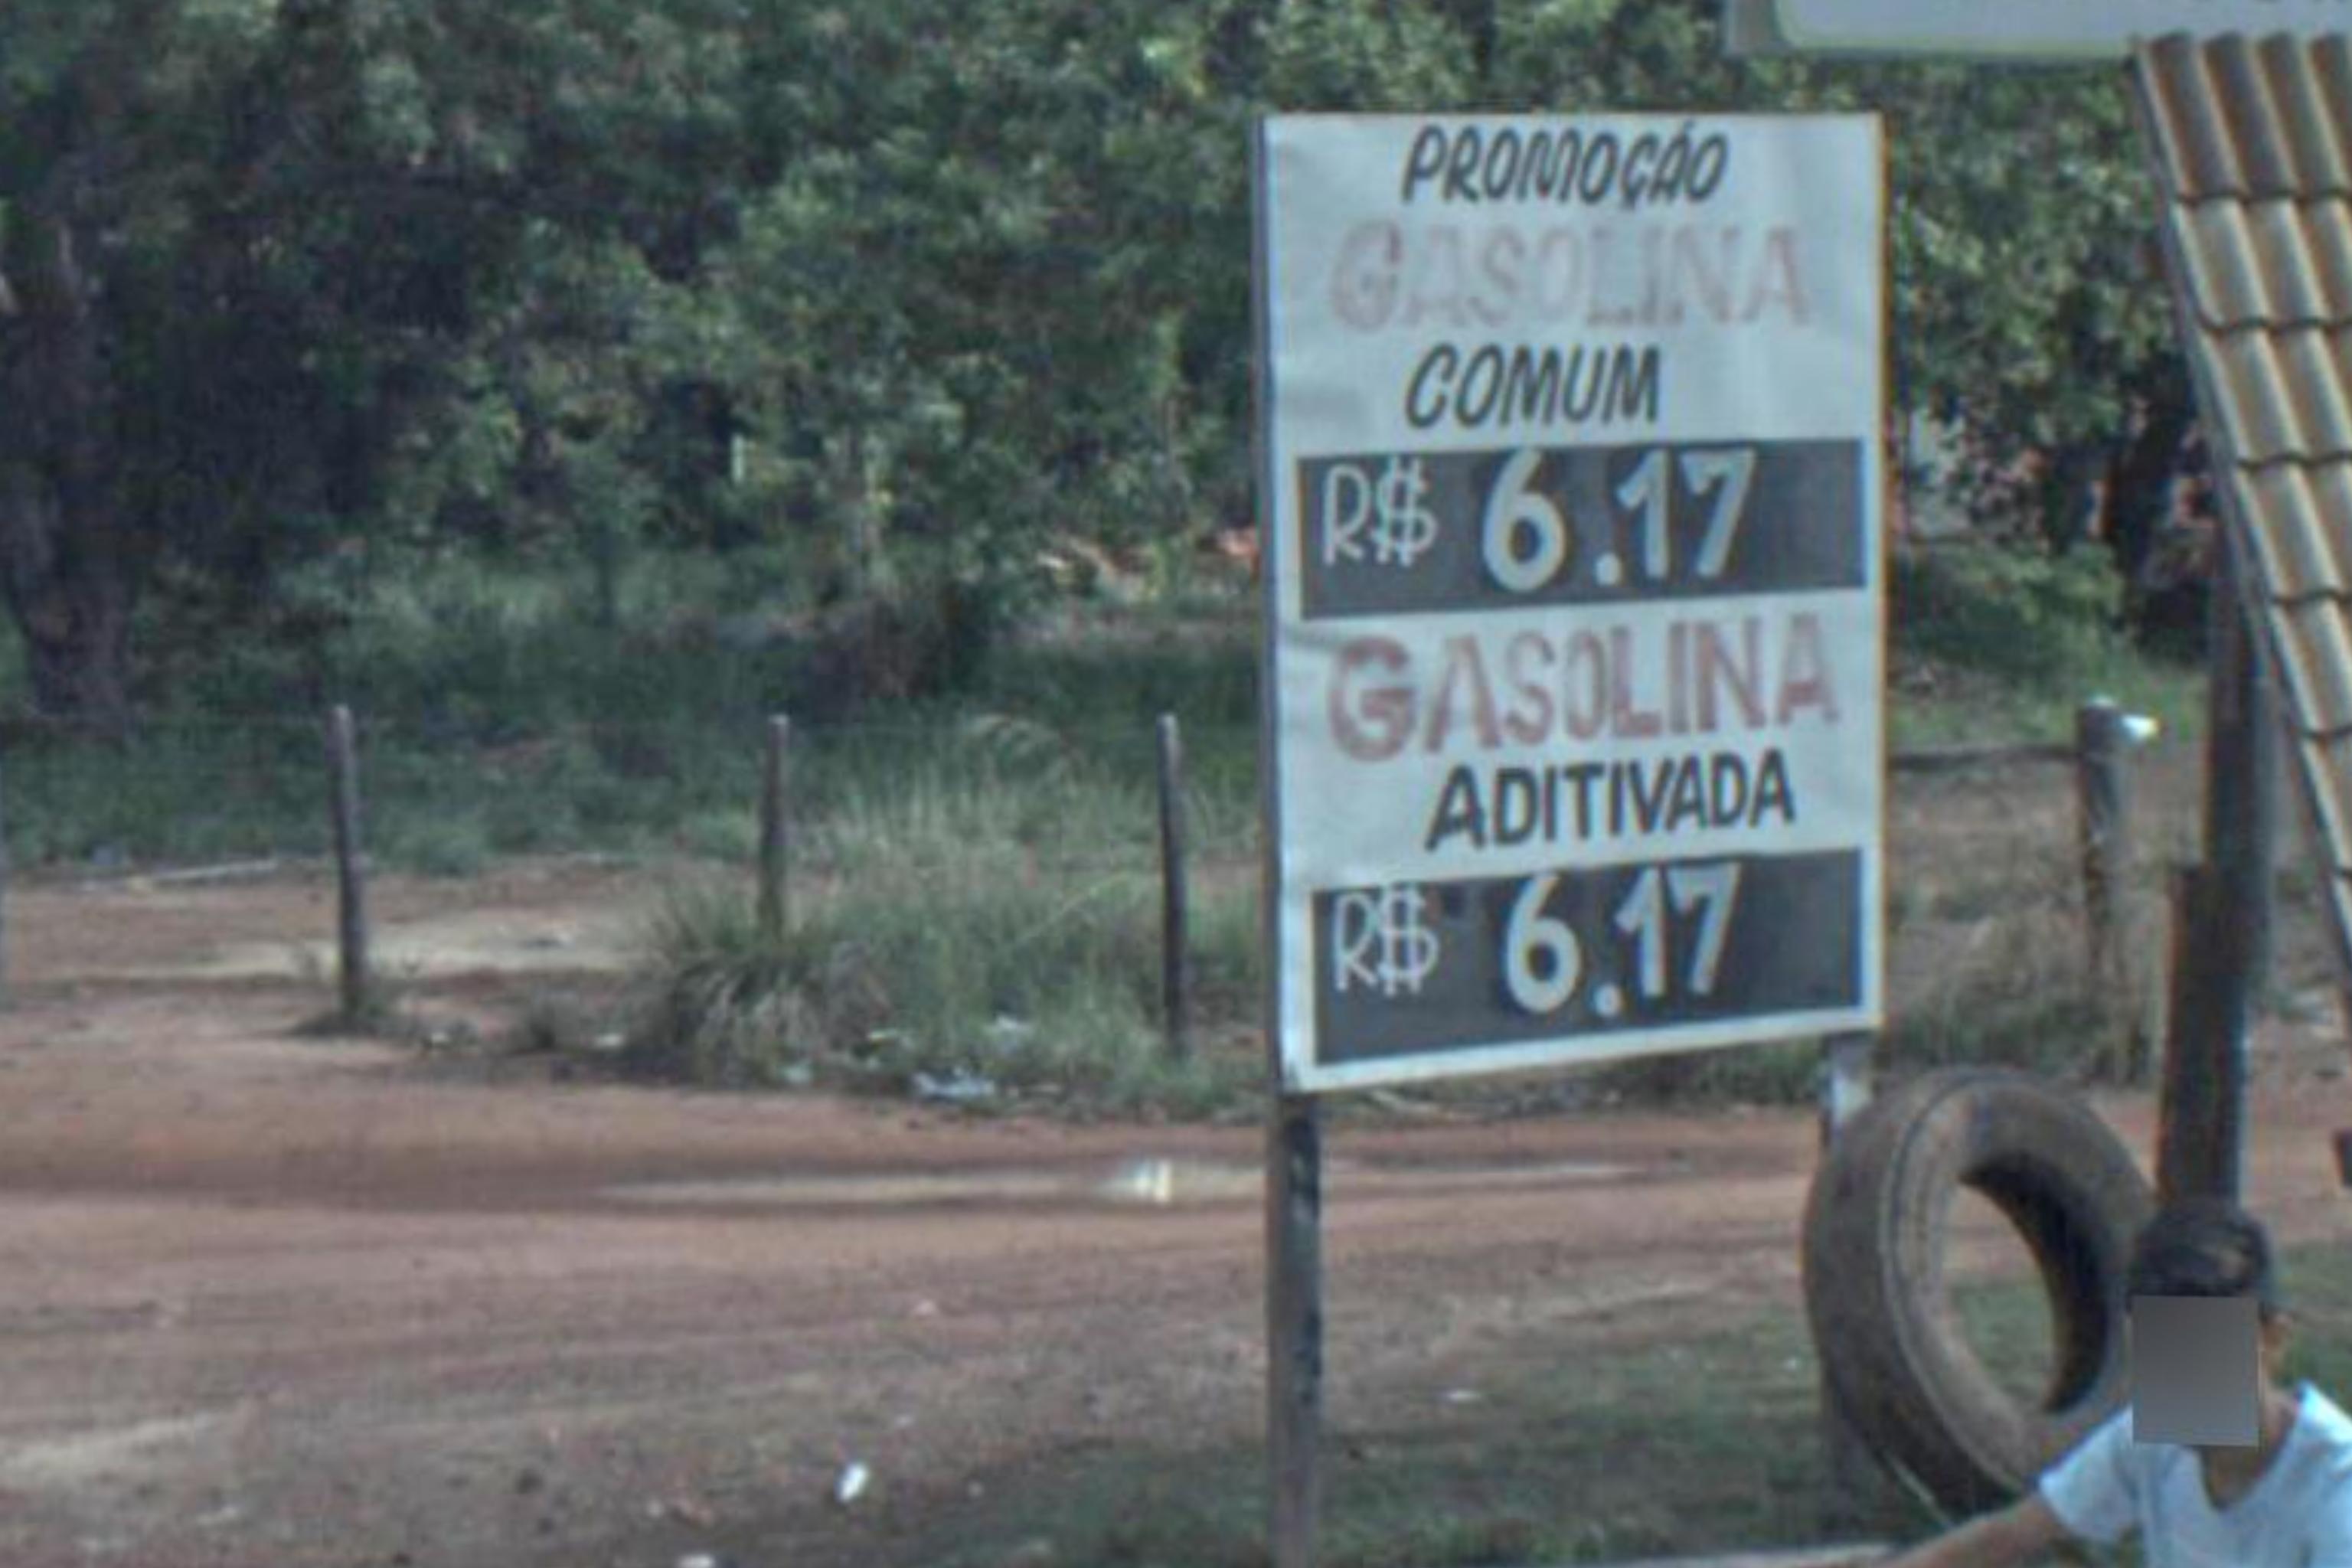 PROMOÇÃO
GASOLINA
COMUM
R$ 6.17
GASOLINA
ADITIVADA
R$ 6.17